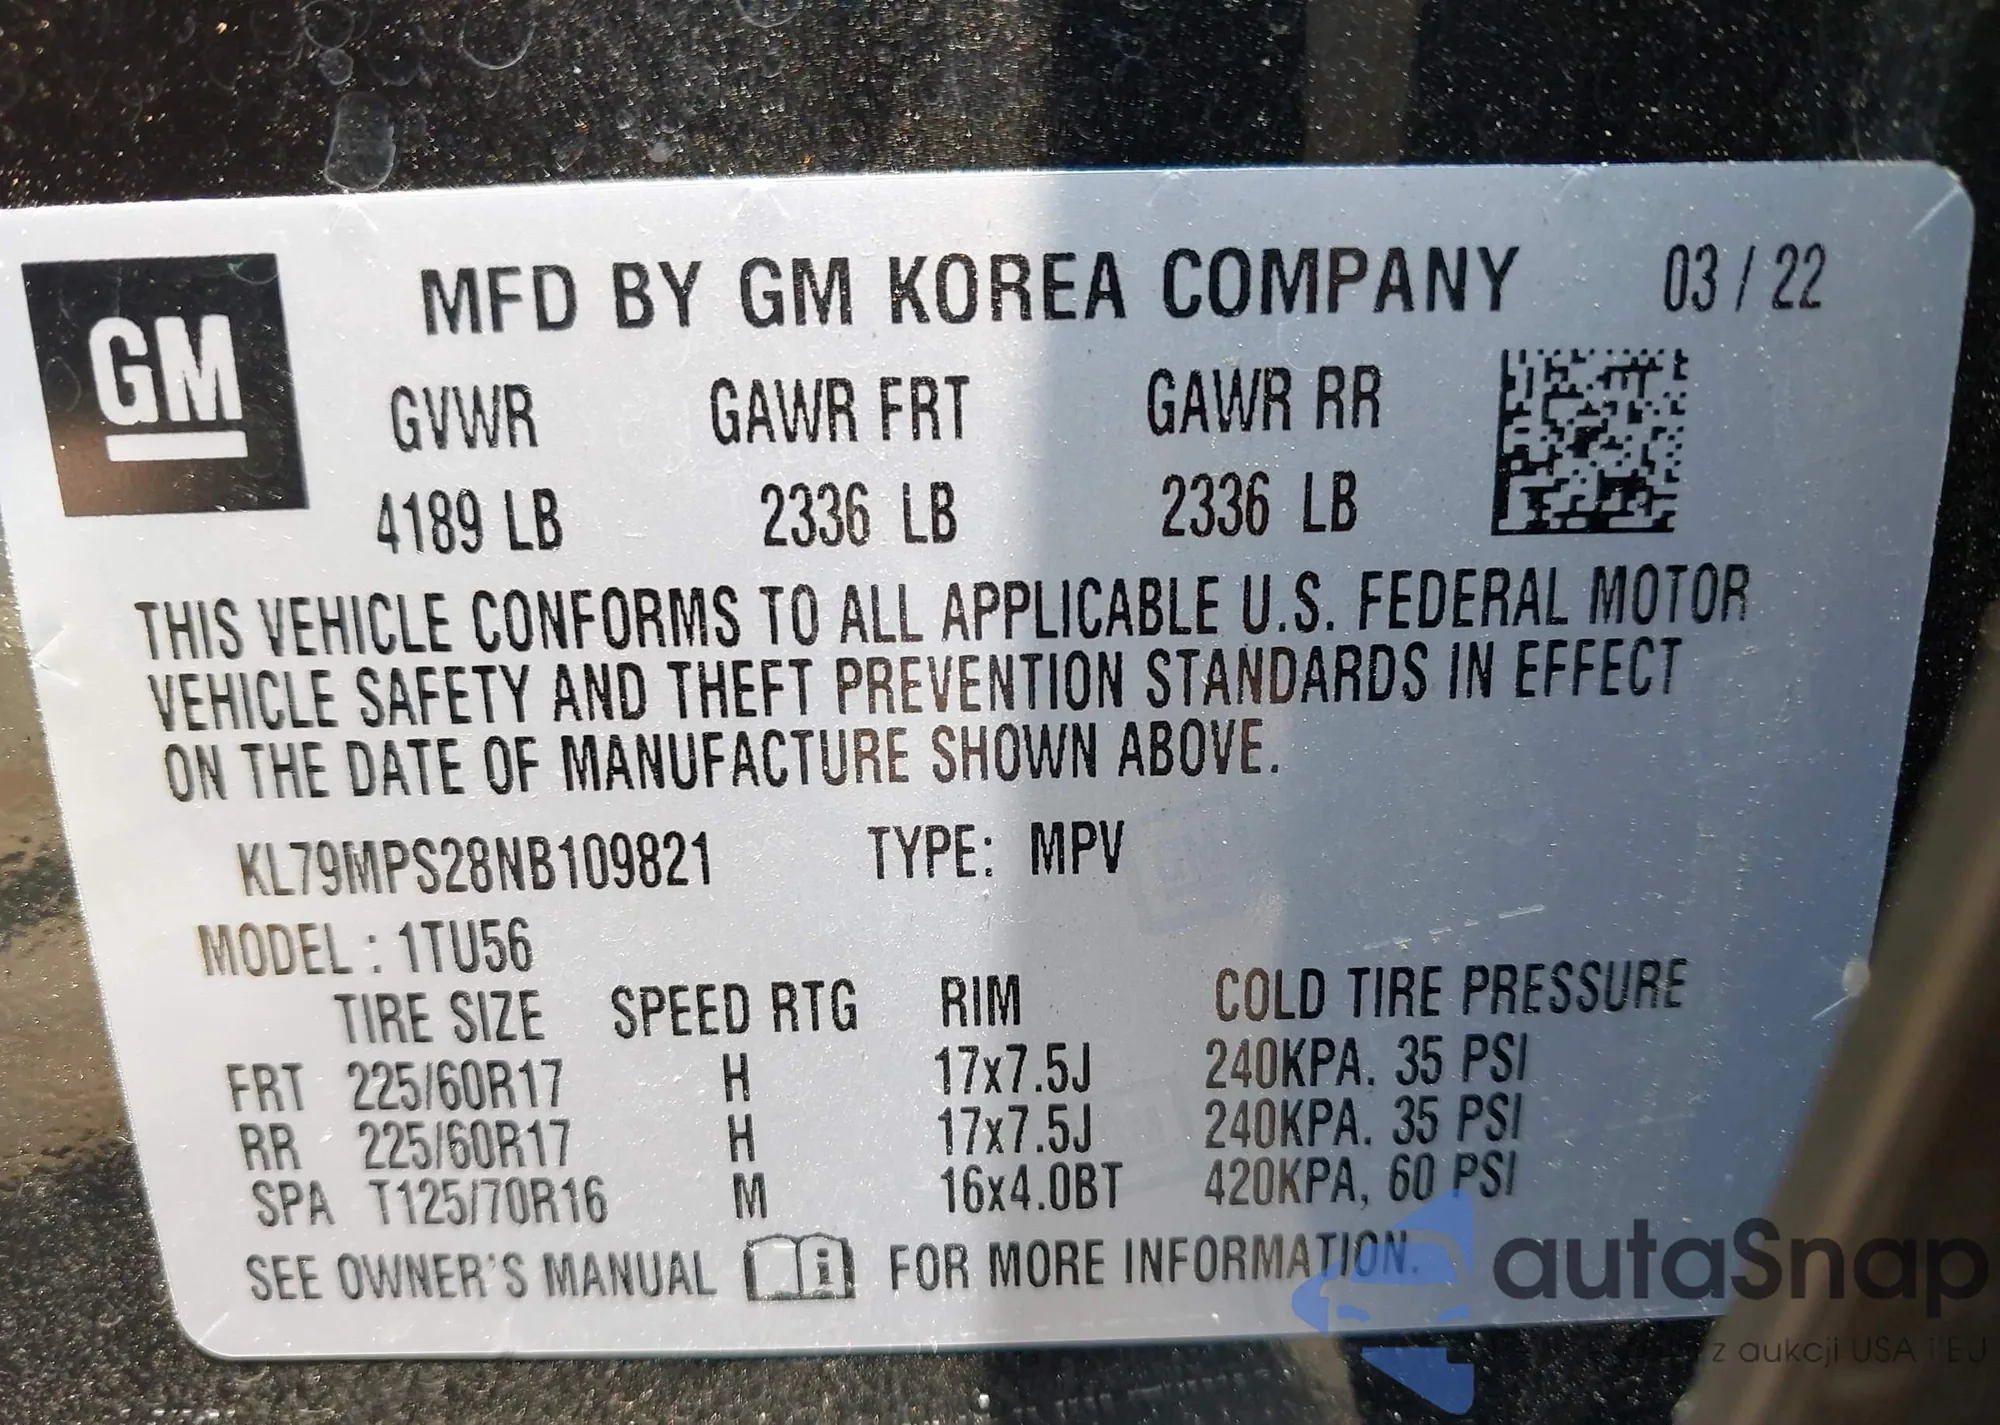 GM
MFD BY GM KOREA COMPANY 03 / 22
GVWR GAWR FRT GAWR RR
4189 LB 2336 LB 2336 LB
THIS VEHICLE CONFORMS TO ALL APPLICABLE U.S. FEDERAL MOTOR
VEHICLE SAFETY AND THEFT PREVENTION STANDARDS IN EFFECT
ON THE DATE OF MANUFACTURE SHOWN ABOVE.
KL79MPS28NB109821 TYPE: MPV
MODEL : 1TU56
TIRE SIZE SPEED RTG RIM COLD TIRE PRESSURE
FRT 225/60R17 H 17x7.5J 240KPA. 35 PSI
RR 225/60R17 H 17x7.5J 240KPA. 35 PSI
SPA T125/70R16 M 16x4.0BT 420KPA, 60 PSI
SEE OWNER'S MANUAL FOR MORE INFORMATION.
autaSnap
z aukcji USA i EU